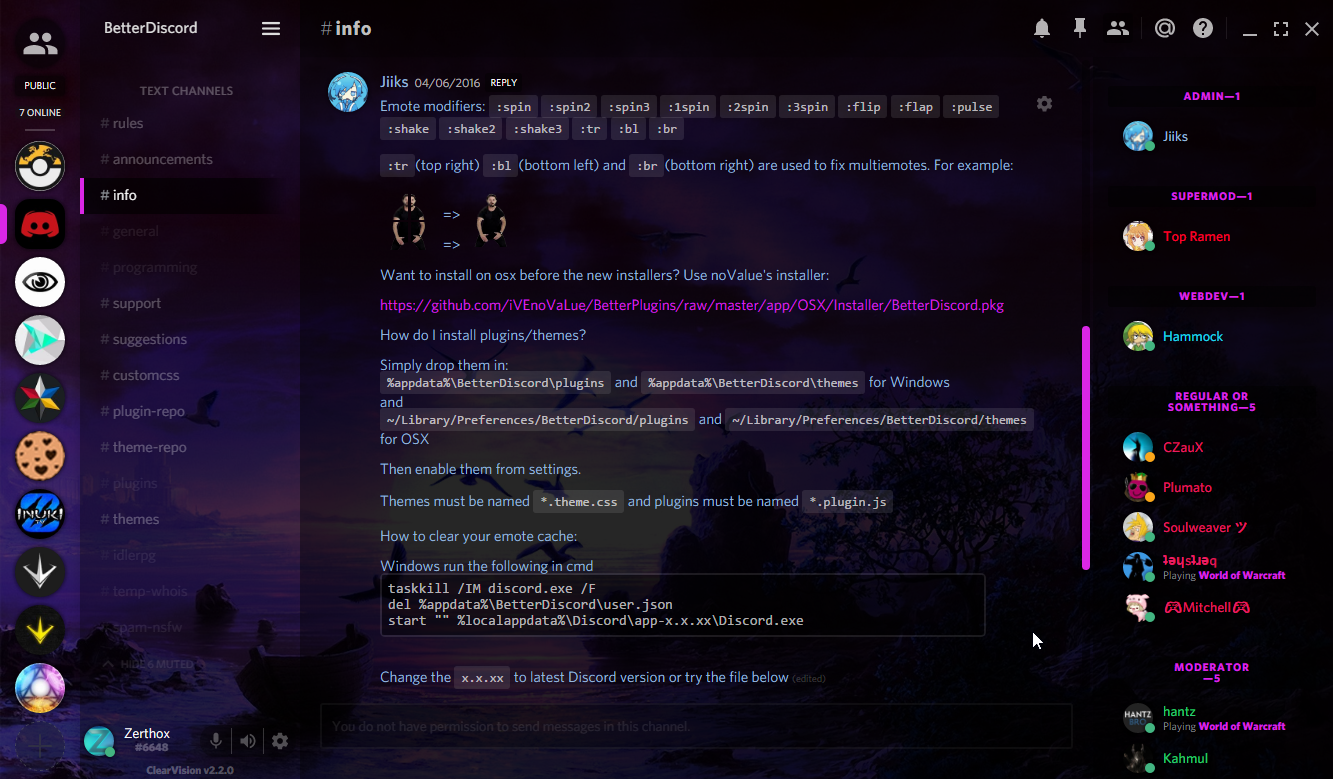 PUBLIC
7 ONLINE
INUKI
BetterDiscord
TEXT CHANNELS
# rules
# announcements
# info
# general
# programming
# support
# suggestions
# customcss
# plugin-repo
# theme-repo
# plugins
# themes
# idlerpg
# temp-whois
# spam-nslw
HIDE 6 MUTED
Zerthox
#6648
ClearVision v2.2.0
# info
Jiiks 04/06/2016 REPLY
Emote modifiers: :spin :spin2 :spin3 :1spin :2spin :3spin :flip :flap :pulse
:shake :shake2 :shake3 :tr :bl :br
:tr (top right) :bl (bottom left) and :br (bottom right) are used to fix multiemotes. For example:
=>
=>
Want to install on osx before the new installers? Use noValue's installer:
https://github.com/iVEnoVaLue/BetterPlugins/raw/master/app/OSX/Installer/BetterDiscord.pkg
How do I install plugins/themes?
Simply drop them in:
%appdata%\BetterDiscord\plugins and %appdata%\BetterDiscord\themes for Windows
and
~/Library/Preferences/BetterDiscord/plugins and ~/Library/Preferences/BetterDiscord/themes
for OSX
Then enable them from settings.
Themes must be named *.theme.css and plugins must be named *.plugin.js
How to clear your emote cache:
Windows run the following in cmd
taskkill /IM discord.exe /F
del %appdata%\BetterDiscord\user.json
start "" %localappdata%\Discord\app-x.x.xx\Discord.exe
Change the x.x.xx to latest Discord version or try the file below (edited)
You do not have permission to send messages in this channel.
ADMIN—1
Jiiks
SUPERMOD—1
Top Ramen
WEBDEV—1
Hammock
REGULAR OR
SOMETHING—5
CZauX
Plumato
Soulweaver ツ
Playing World of Warcraft
Mitchell
MODERATOR
—5
HANTZ
BRO
hantz
Playing World of Warcraft
Kahmul